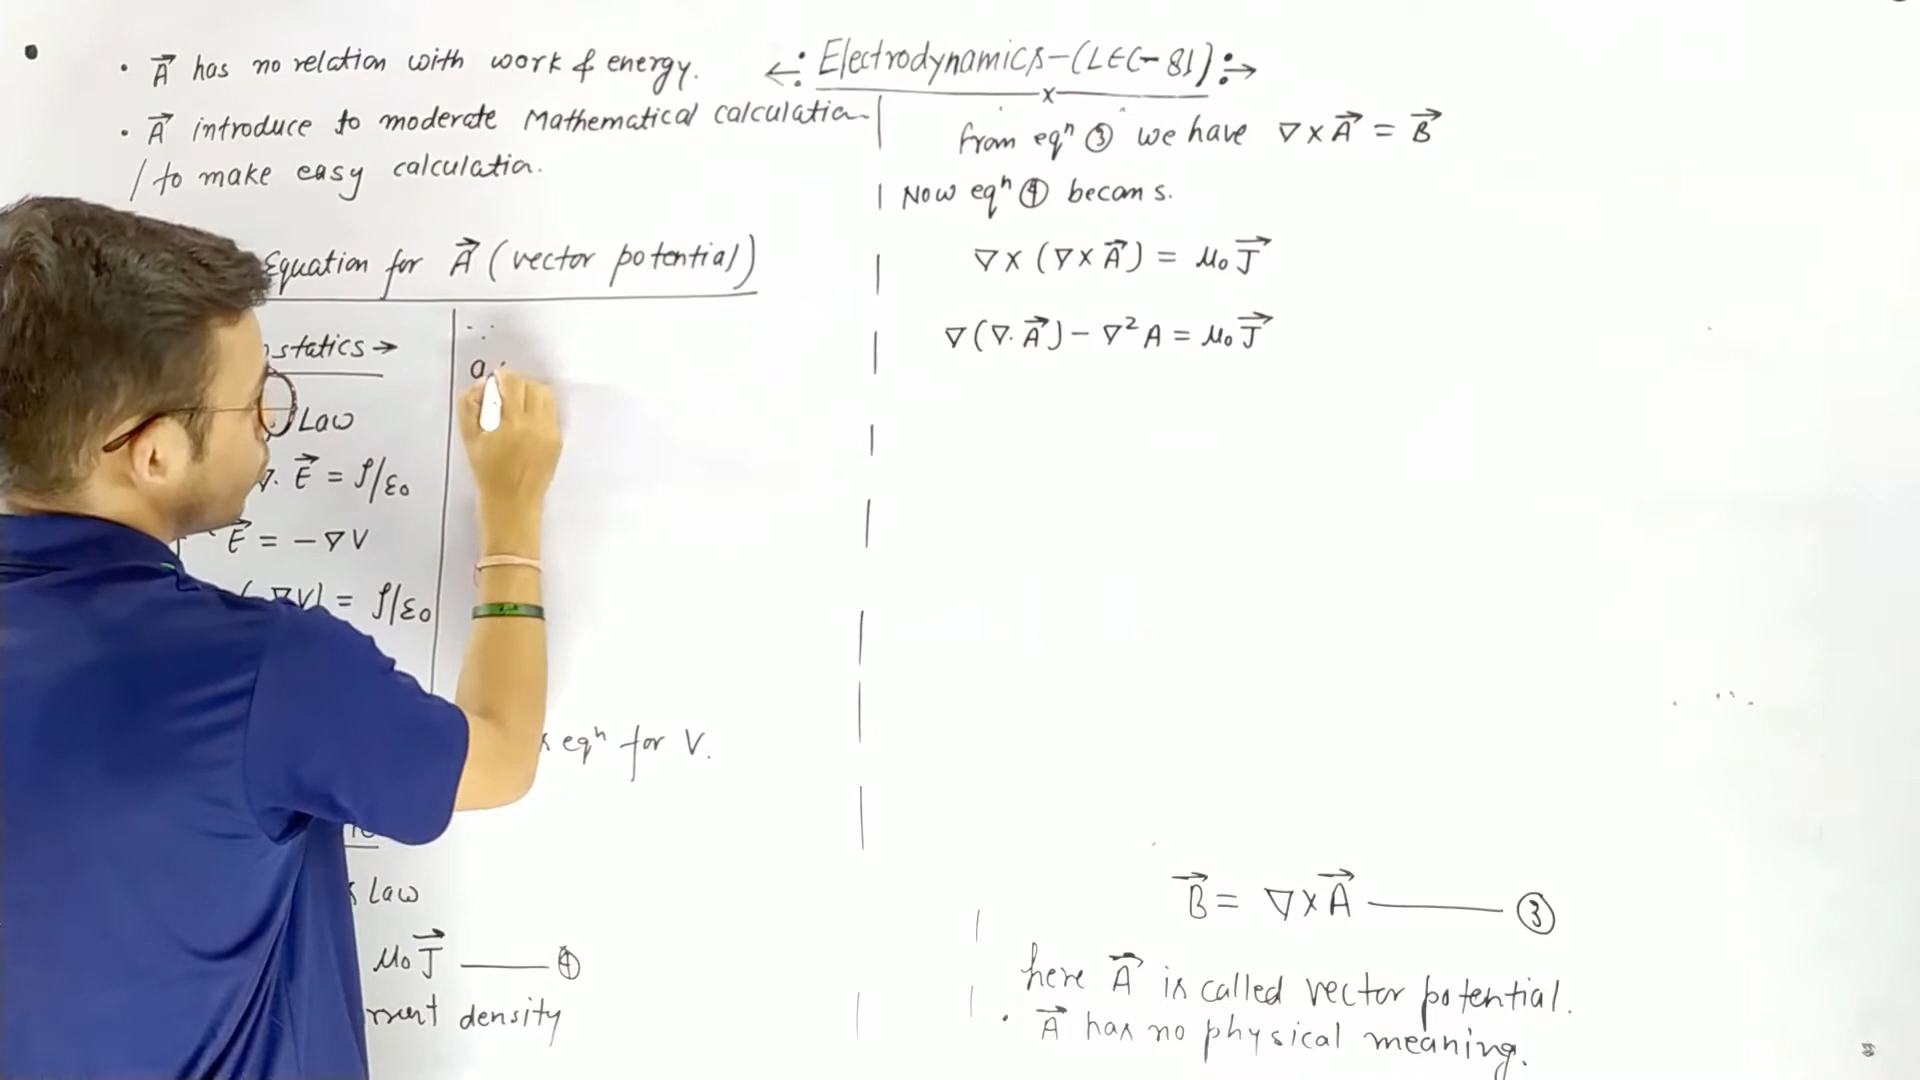 Electrodynamics-(LEC-81)
• A⃗ has no relation with work & energy.
• A⃗ introduce to moderate Mathematical calculation
/ to make easy calculation.
Equation for A⃗ (vector potential)
statics →
Law
∇. E⃗ = ρ/ε₀
E⃗ = -∇V
∇V) = ρ/ε₀
eqⁿ for V.
Law
μ₀J⃗ —— ④
density
from eqⁿ ③ we have ∇×A⃗ = B⃗
Now eqⁿ ④ becom s.
∇×(∇×A⃗) = μ₀J⃗
∇(∇.A⃗) - ∇²A = μ₀J⃗
B⃗ = ∇×A⃗ —— ③
here A⃗ is called vector potential.
• A⃗ has no physical meaning.